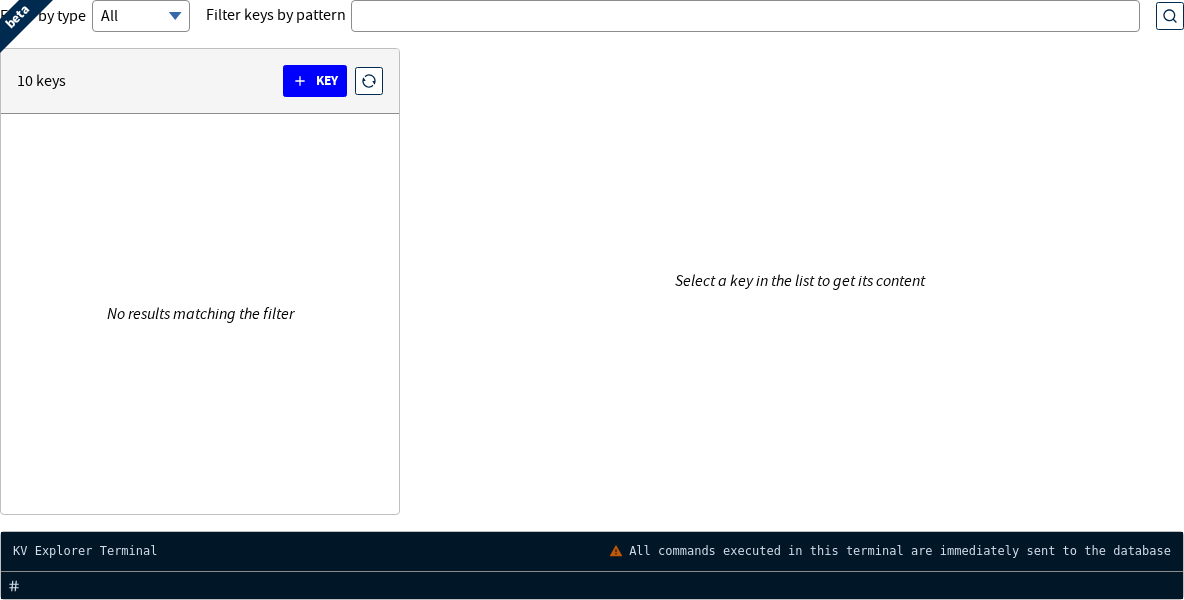 beta
by type
All
Filter keys by pattern
10 keys
+ KEY
No results matching the filter
Select a key in the list to get its content
KV Explorer Terminal
All commands executed in this terminal are immediately sent to the database
#